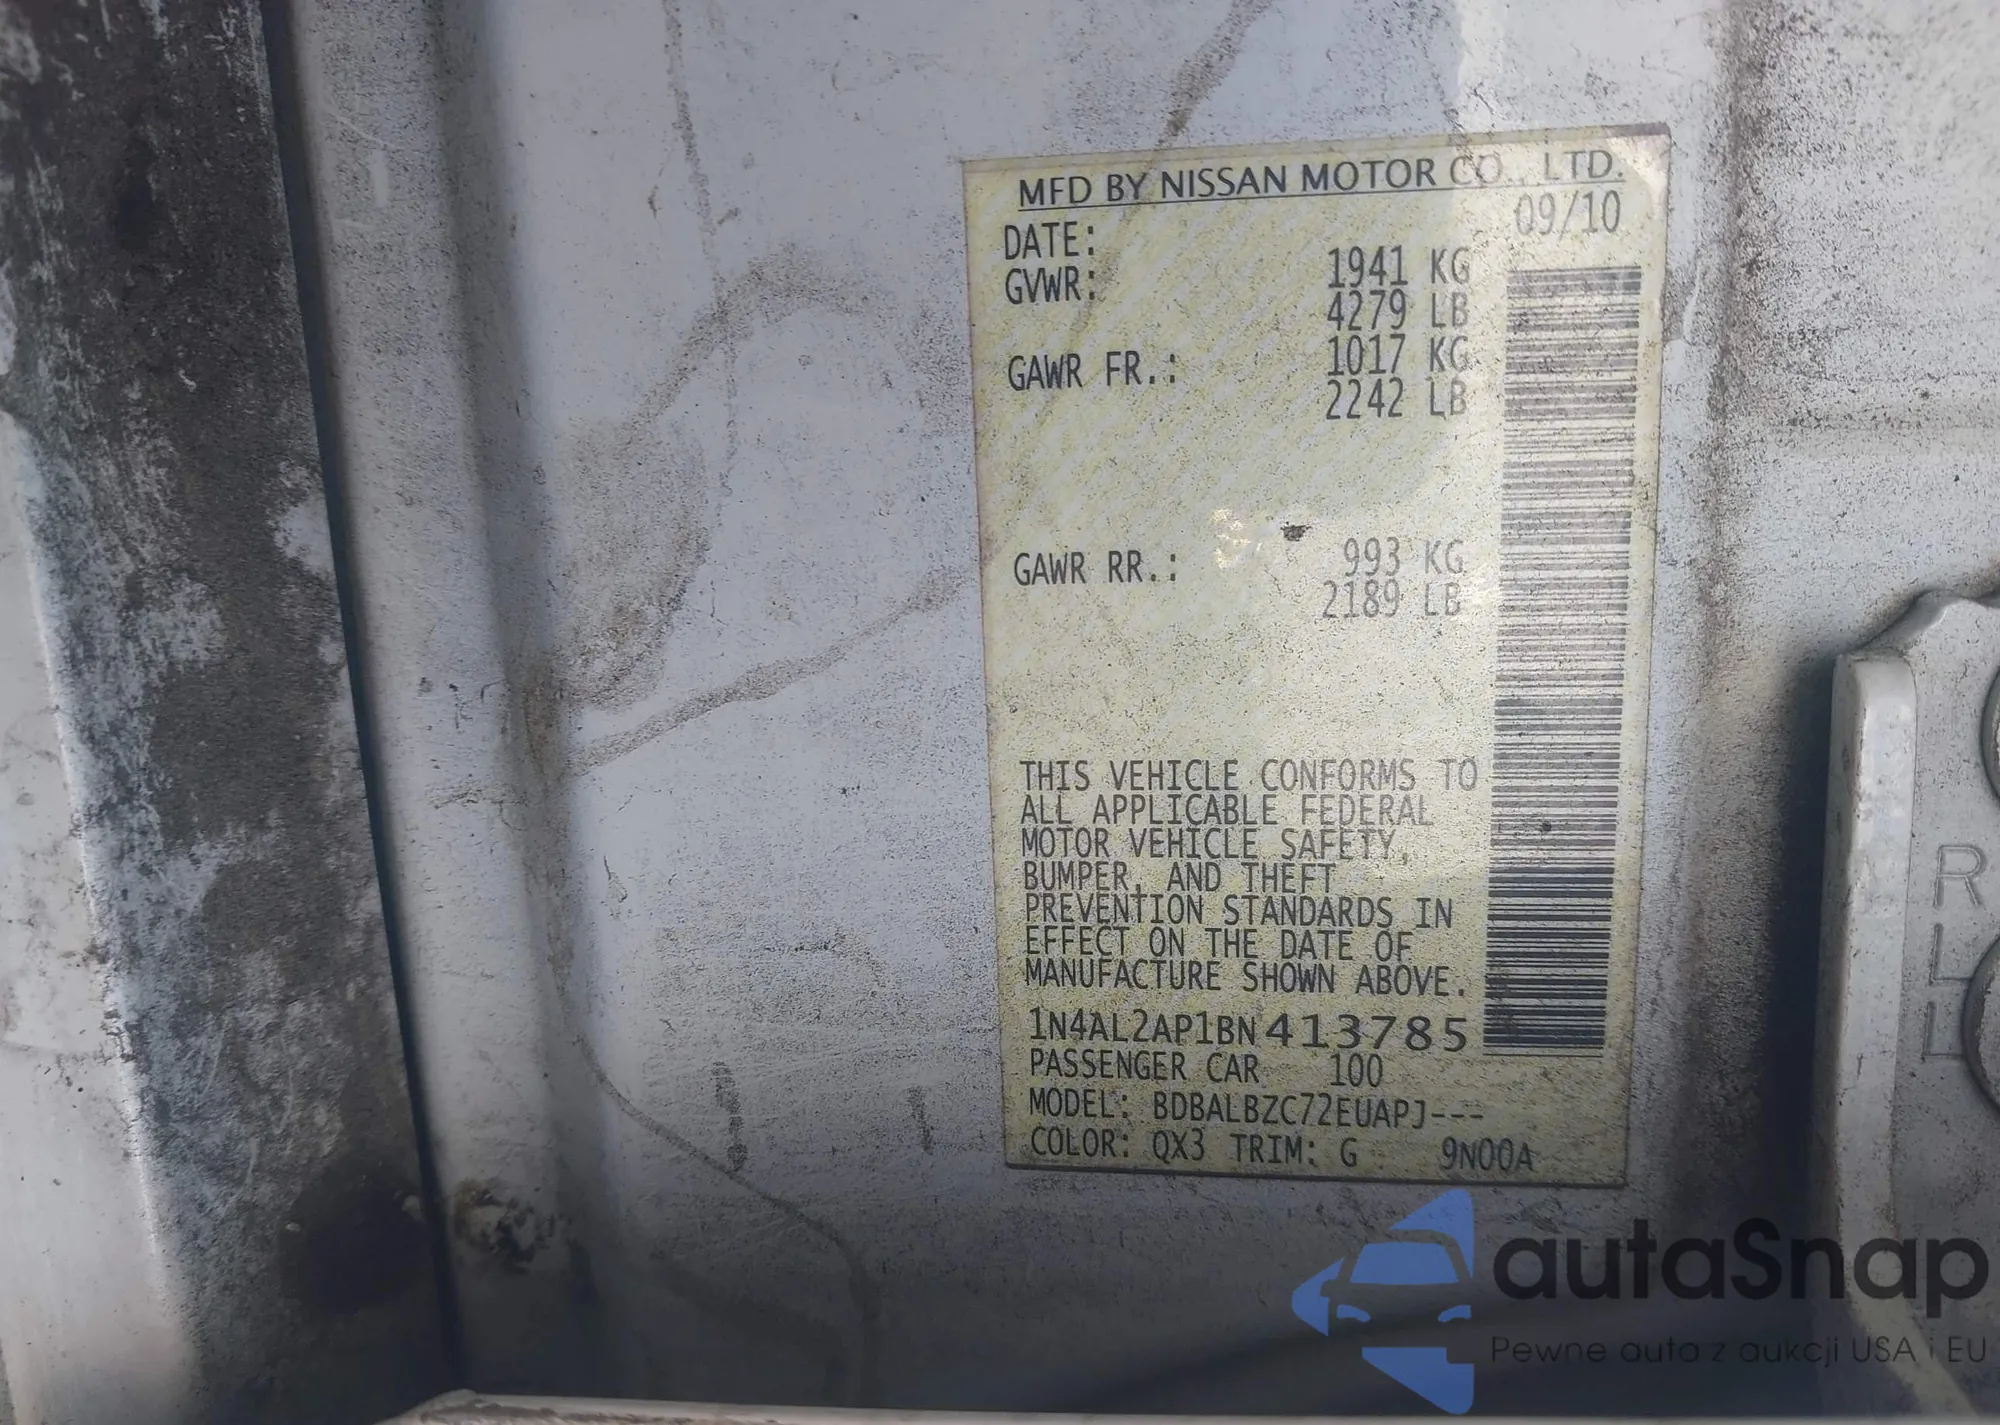 MFD BY NISSAN MOTOR CO., LTD.
DATE: 09/10
GVWR: 1941 KG
4279 LB
GAWR FR.: 1017 KG
2242 LB
GAWR RR.: 993 KG
2189 LB
THIS VEHICLE CONFORMS TO
ALL APPLICABLE FEDERAL
MOTOR VEHICLE SAFETY,
BUMPER, AND THEFT
PREVENTION STANDARDS IN
EFFECT ON THE DATE OF
MANUFACTURE SHOWN ABOVE.
1N4AL2AP1BN413785
PASSENGER CAR 100
MODEL: BDBALBZC72EUAPJ---
COLOR: QX3 TRIM: G 9N00A
R
L
L
autaSnap
Pewne auta z aukcji USA i EU